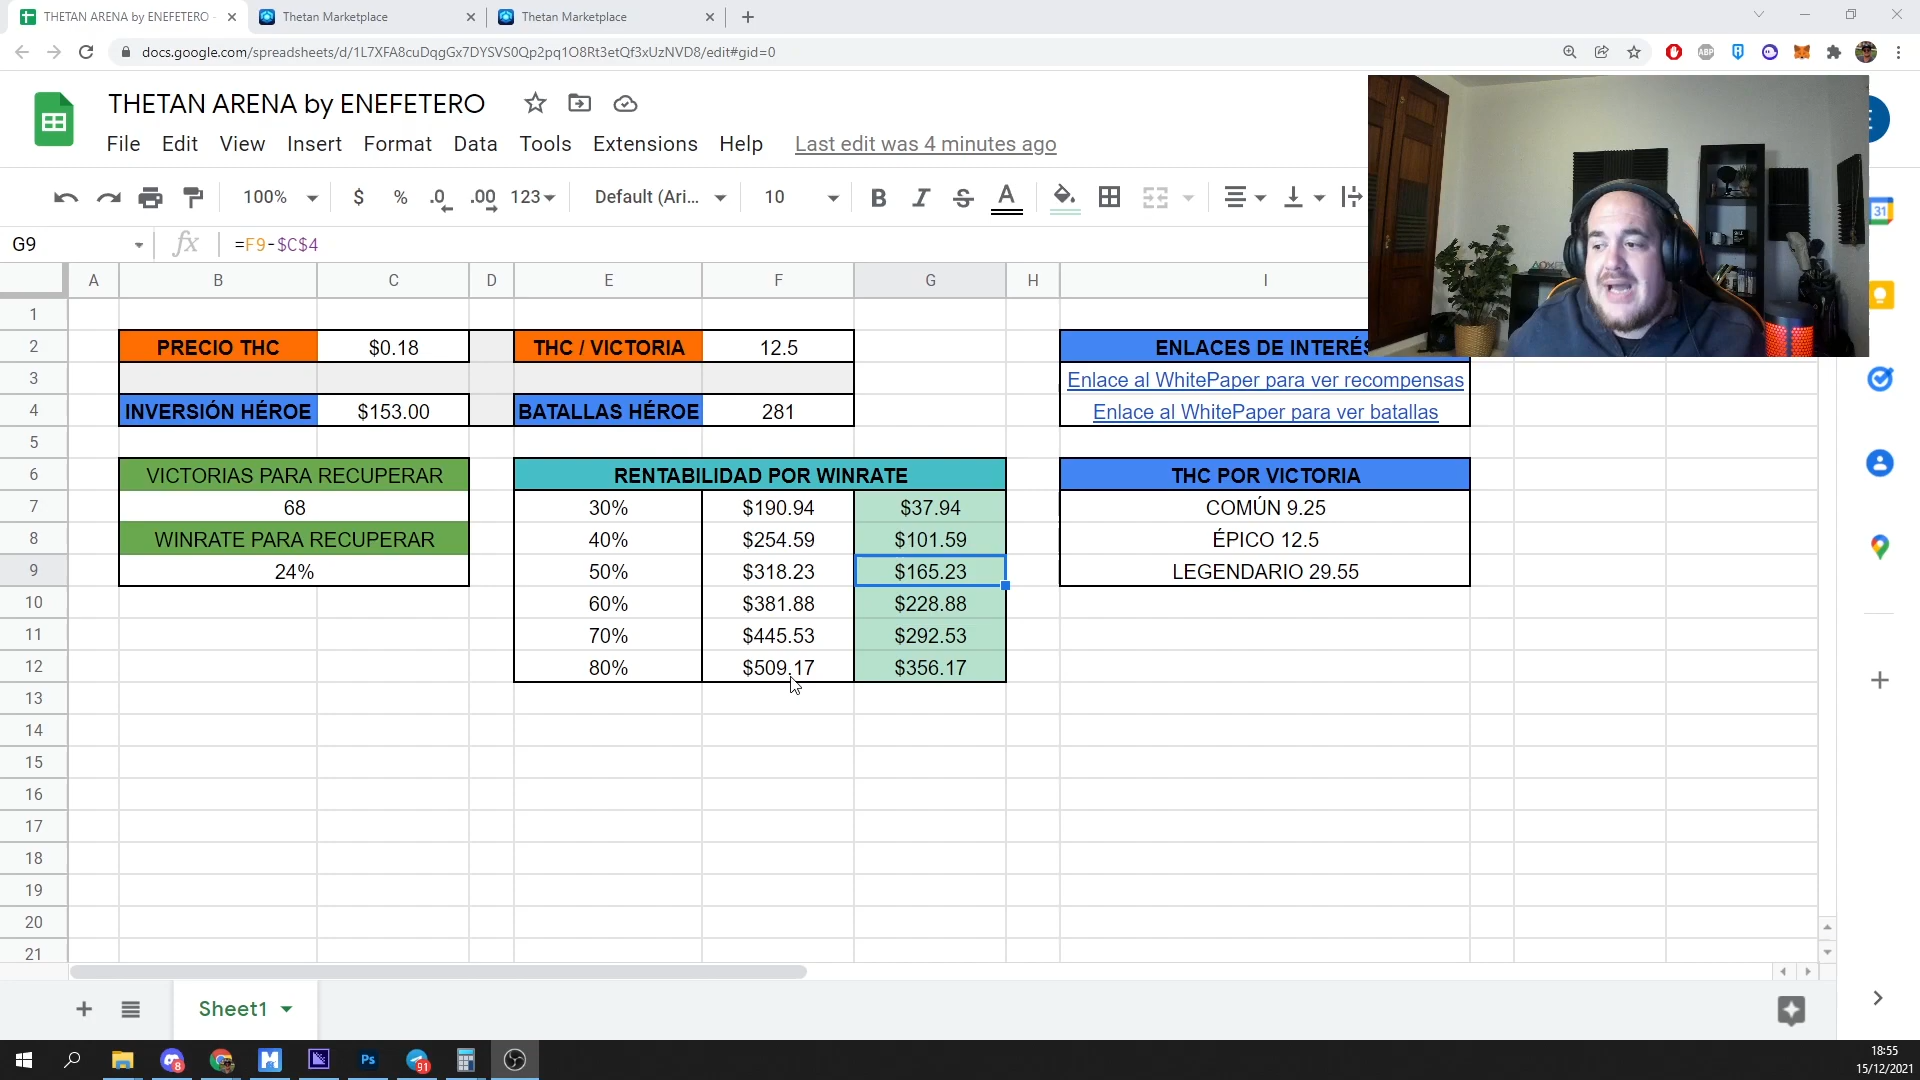 THETAN ARENA by ENEFETERO
Thetan Marketplace
Thetan Marketplace
docs.google.com/spreadsheets/d/1L7XFA8cuDqgGx7DYSVS0Qp2pq1O8Rt3etQf3xUzNVD8/edit#gid=0
THETAN ARENA by ENEFETERO
File Edit View Insert Format Data Tools Extensions Help Last edit was 4 minutes ago
100% $ % .0 .00 123 Default (Ari... 10 B I S A
G9 fx =F9-$C$4
A B C D E F G H I
1
2 PRECIO THC $0.18 THC / VICTORIA 12.5 ENLACES DE INTERÉS
3 Enlace al WhitePaper para ver recompensas
4 INVERSIÓN HÉROE $153.00 BATALLAS HÉROE 281 Enlace al WhitePaper para ver batallas
5
6 VICTORIAS PARA RECUPERAR RENTABILIDAD POR WINRATE THC POR VICTORIA
7 68 30% $190.94 $37.94 COMÚN 9.25
8 WINRATE PARA RECUPERAR 40% $254.59 $101.59 ÉPICO 12.5
9 24% 50% $318.23 $165.23 LEGENDARIO 29.55
10 60% $381.88 $228.88
11 70% $445.53 $292.53
12 80% $509.17 $356.17
13
14
15
16
17
18
19
20
21
Sheet1
31
ABP
8
Ps
91
18:55
15/12/2021